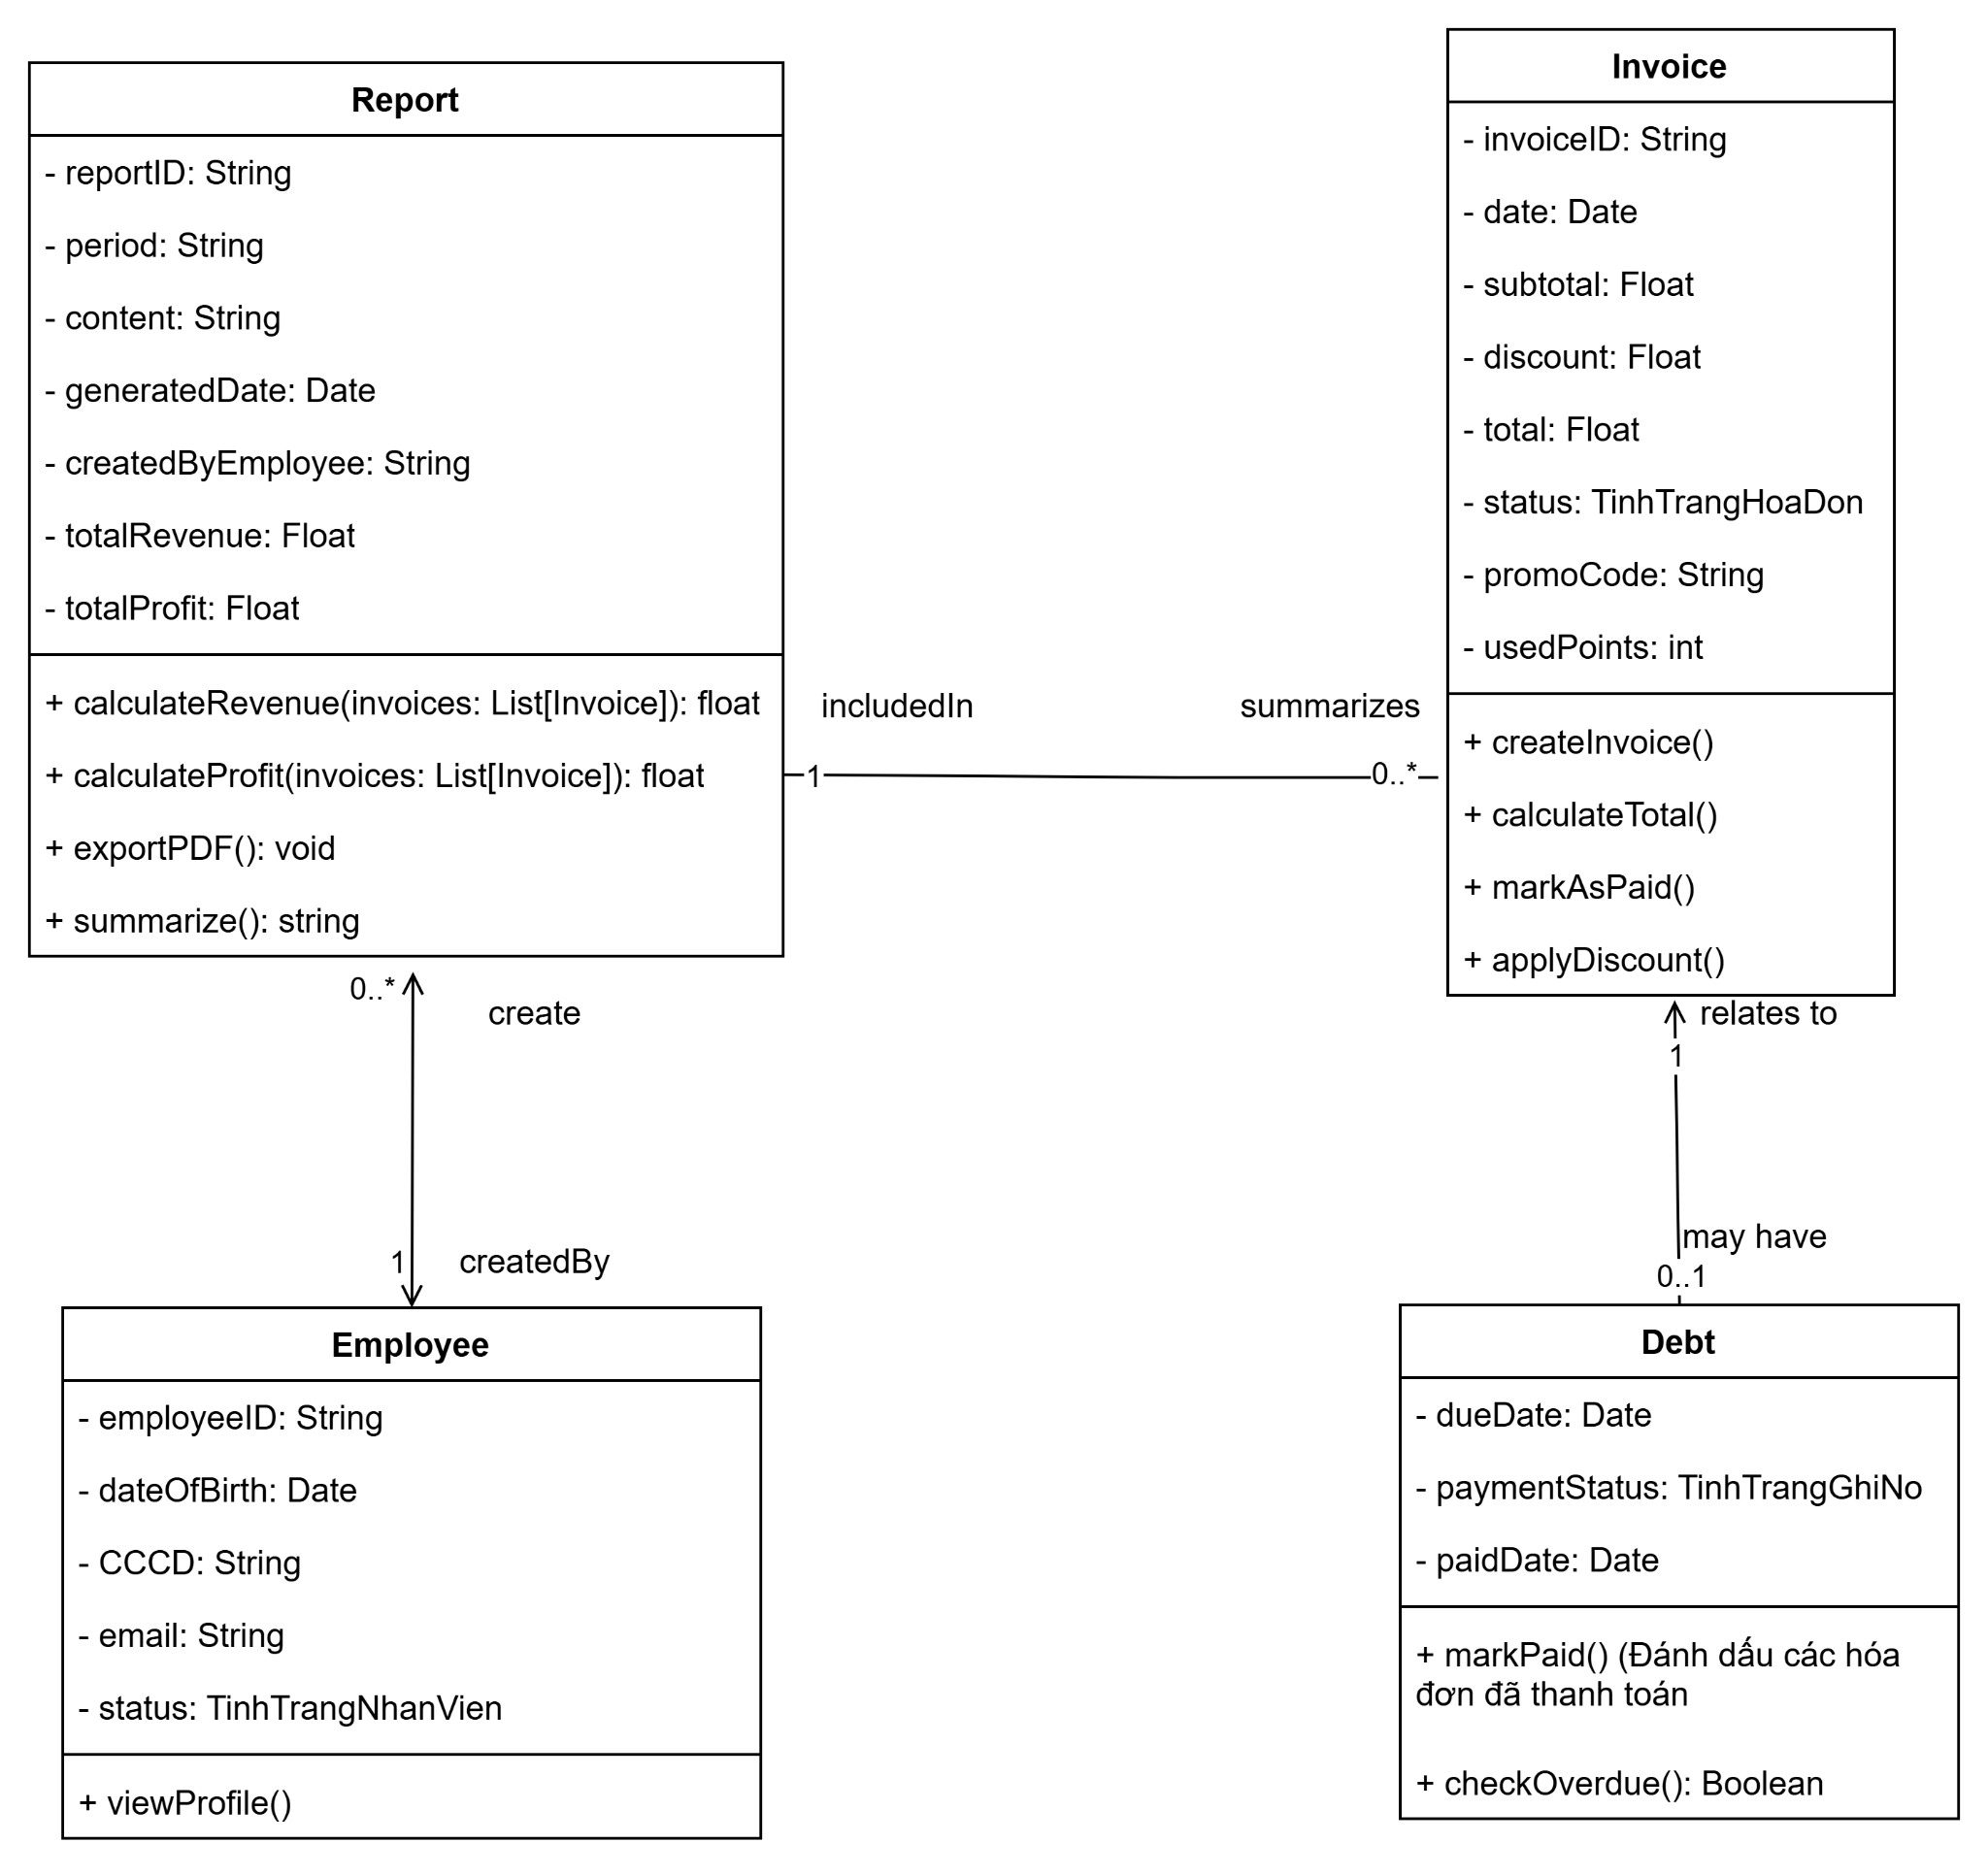 Report
- reportID: String
- period: String
- content: String
- generatedDate: Date
- createdByEmployee: String
- totalRevenue: Float
- totalProfit: Float
+ calculateRevenue(invoices: List[Invoice]): float
+ calculateProfit(invoices: List[Invoice]): float
+ exportPDF(): void
+ summarize(): string
includedIn
summarizes
1
0..*
Invoice
- invoiceID: String
- date: Date
- subtotal: Float
- discount: Float
- total: Float
- status: TinhTrangHoaDon
- promoCode: String
- usedPoints: int
+ createInvoice()
+ calculateTotal()
+ markAsPaid()
+ applyDiscount()
0..*
create
1
createdBy
relates to
1
may have
0..1
Employee
- employeeID: String
- dateOfBirth: Date
- CCCD: String
- email: String
- status: TinhTrangNhanVien
+ viewProfile()
Debt
- dueDate: Date
- paymentStatus: TinhTrangGhiNo
- paidDate: Date
+ markPaid() (Đánh dấu các hóa
đơn đã thanh toán
+ checkOverdue(): Boolean